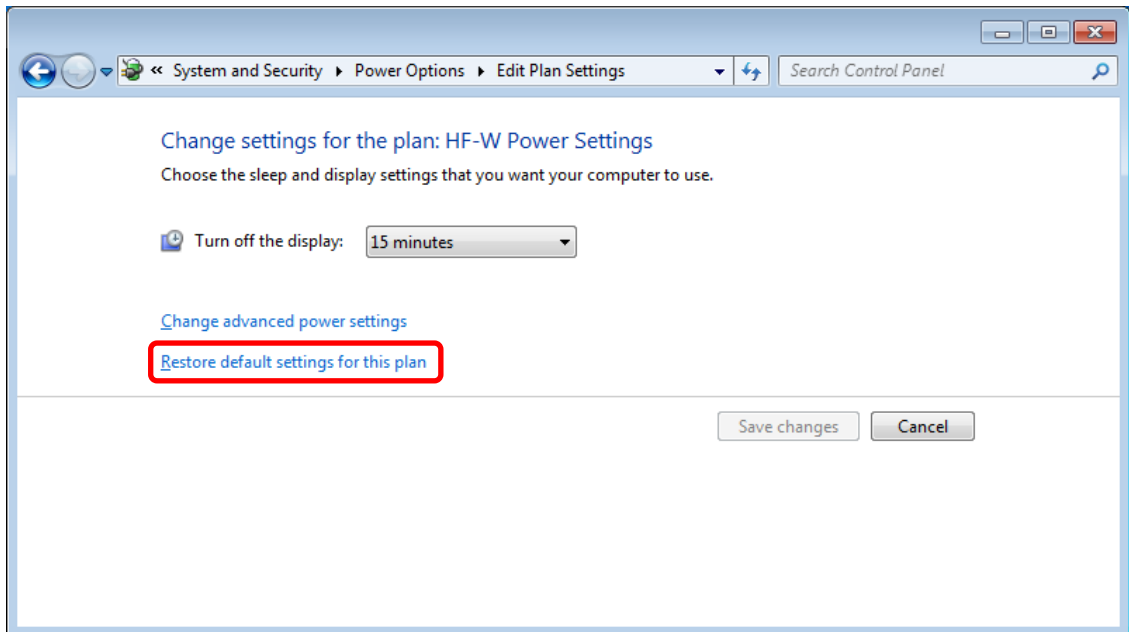 « System and Security ▸ Power Options ▸ Edit Plan Settings Search Control Panel
Change settings for the plan: HF-W Power Settings
Choose the sleep and display settings that you want your computer to use.
Turn off the display: 15 minutes
Change advanced power settings
Restore default settings for this plan
Save changes Cancel